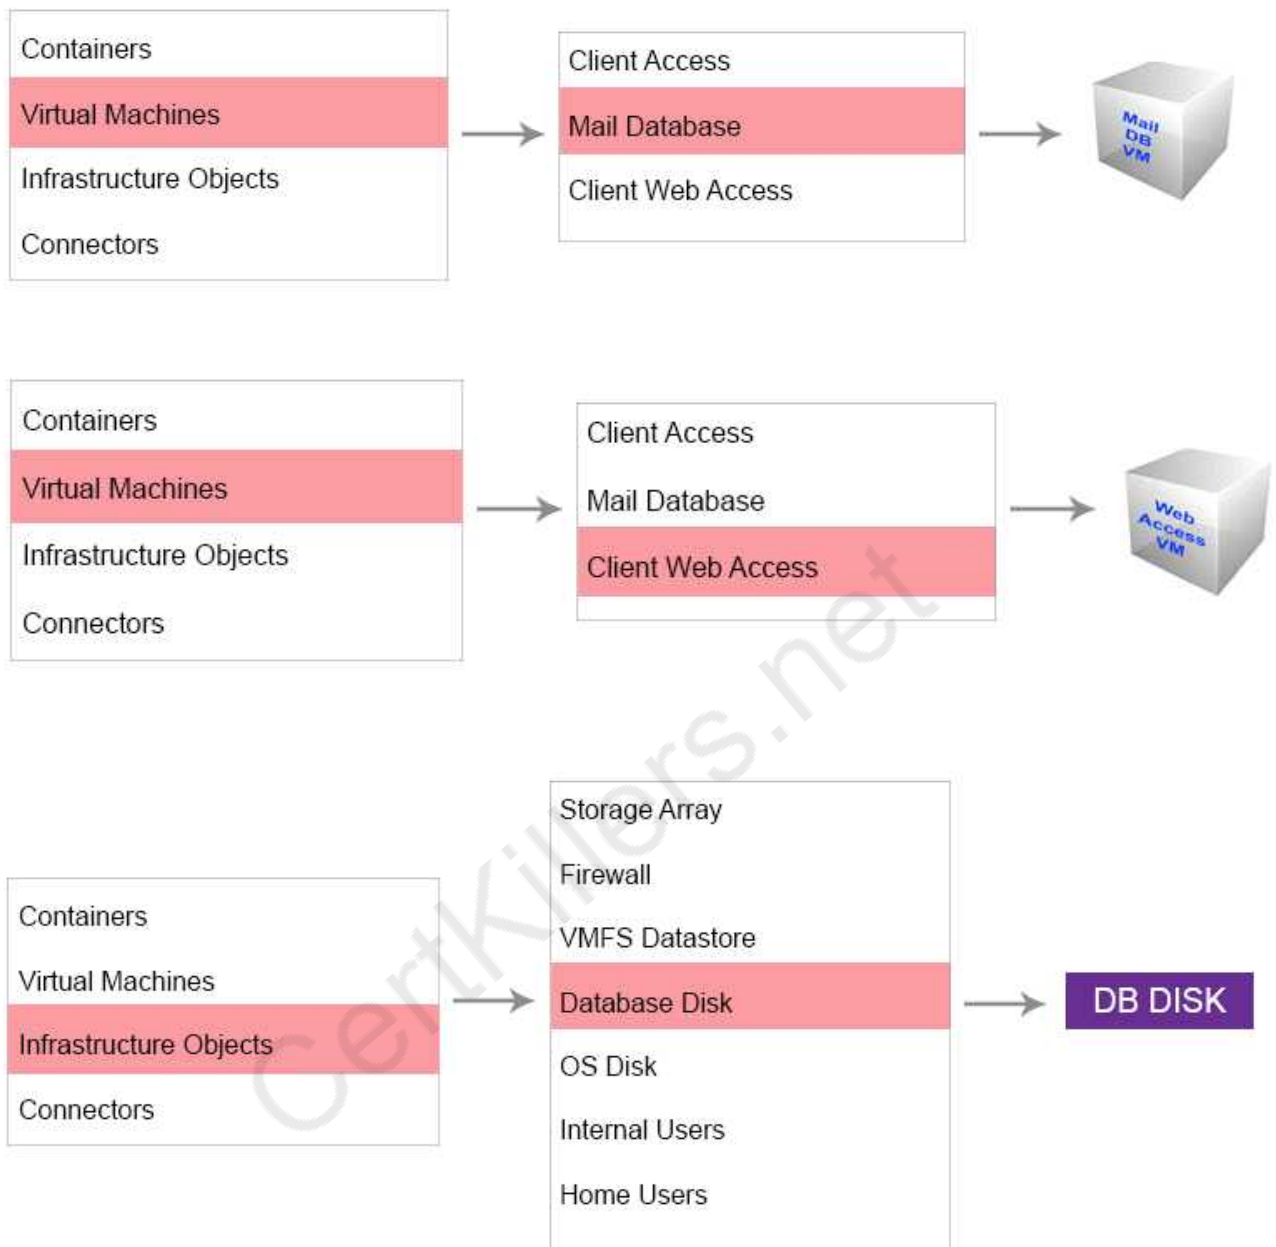 Containers
Virtual Machines
Infrastructure Objects
Connectors
Client Access
Mail Database
Client Web Access
Mail
DB
VM
Containers
Virtual Machines
Infrastructure Objects
Connectors
Client Access
Mail Database
Client Web Access
Web
Access
VM
Containers
Virtual Machines
Infrastructure Objects
Connectors
Storage Array
Firewall
VMFS Datastore
Database Disk
OS Disk
Internal Users
Home Users
DB DISK
CertKillers.net